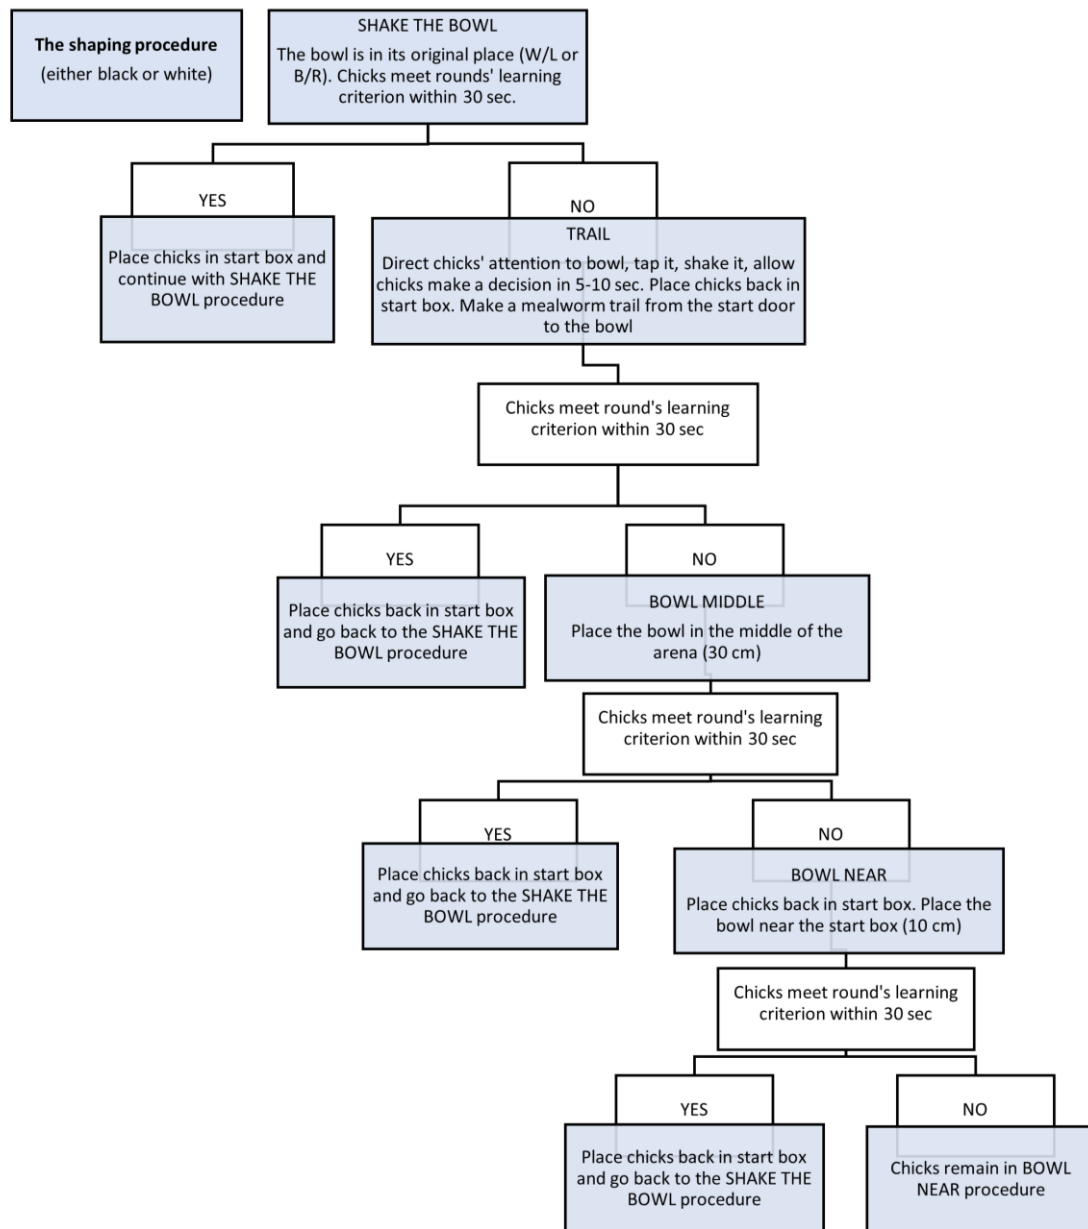 The shaping procedure
(either black or white)
SHAKE THE BOWL
The bowl is in its original place (W/L or
B/R). Chicks meet rounds' learning
criterion within 30 sec.
YES
Place chicks in start box and
continue with SHAKE THE
BOWL procedure
NO
TRAIL
Direct chicks' attention to bowl, tap it, shake it, allow
chicks make a decision in 5-10 sec. Place chicks back in
start box. Make a mealworm trail from the start door
to the bowl
Chicks meet round's learning
criterion within 30 sec
YES
Place chicks back in start box
and go back to the SHAKE THE
BOWL procedure
NO
BOWL MIDDLE
Place the bowl in the middle of the
arena (30 cm)
Chicks meet round's learning
criterion within 30 sec
YES
Place chicks back in start box
and go back to the SHAKE THE
BOWL procedure
NO
BOWL NEAR
Place chicks back in start box. Place the
bowl near the start box (10 cm)
Chicks meet round's learning
criterion within 30 sec
YES
Place chicks back in start box
and go back to the SHAKE THE
BOWL procedure
NO
Chicks remain in BOWL
NEAR procedure